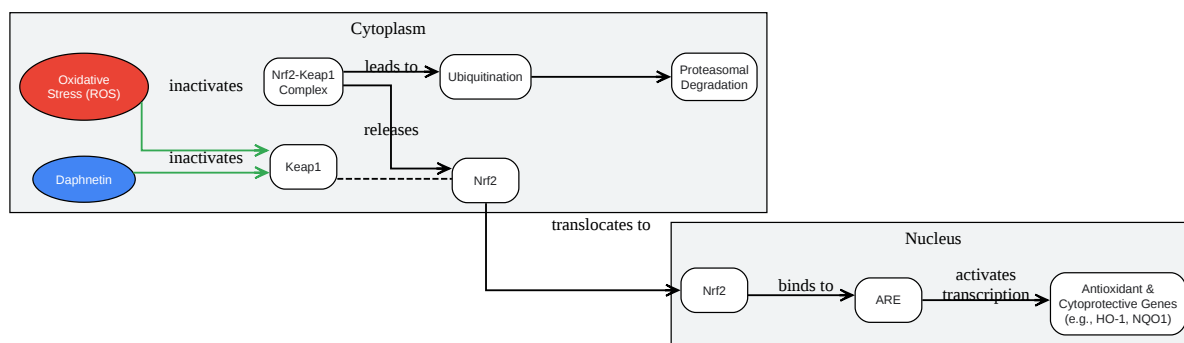 Cytoplasm
Oxidative
Stress (ROS)
inactivates
Nrf2-Keap1
Complex
leads to
Ubiquitination
Proteasomal
Degradation
releases
inactivates
Daphnetin
Keap1
Nrf2
translocates to
Nucleus
Nrf2
binds to
ARE
activates
transcription
Antioxidant &
Cytoprotective Genes
(e.g., HO-1, NQO1)